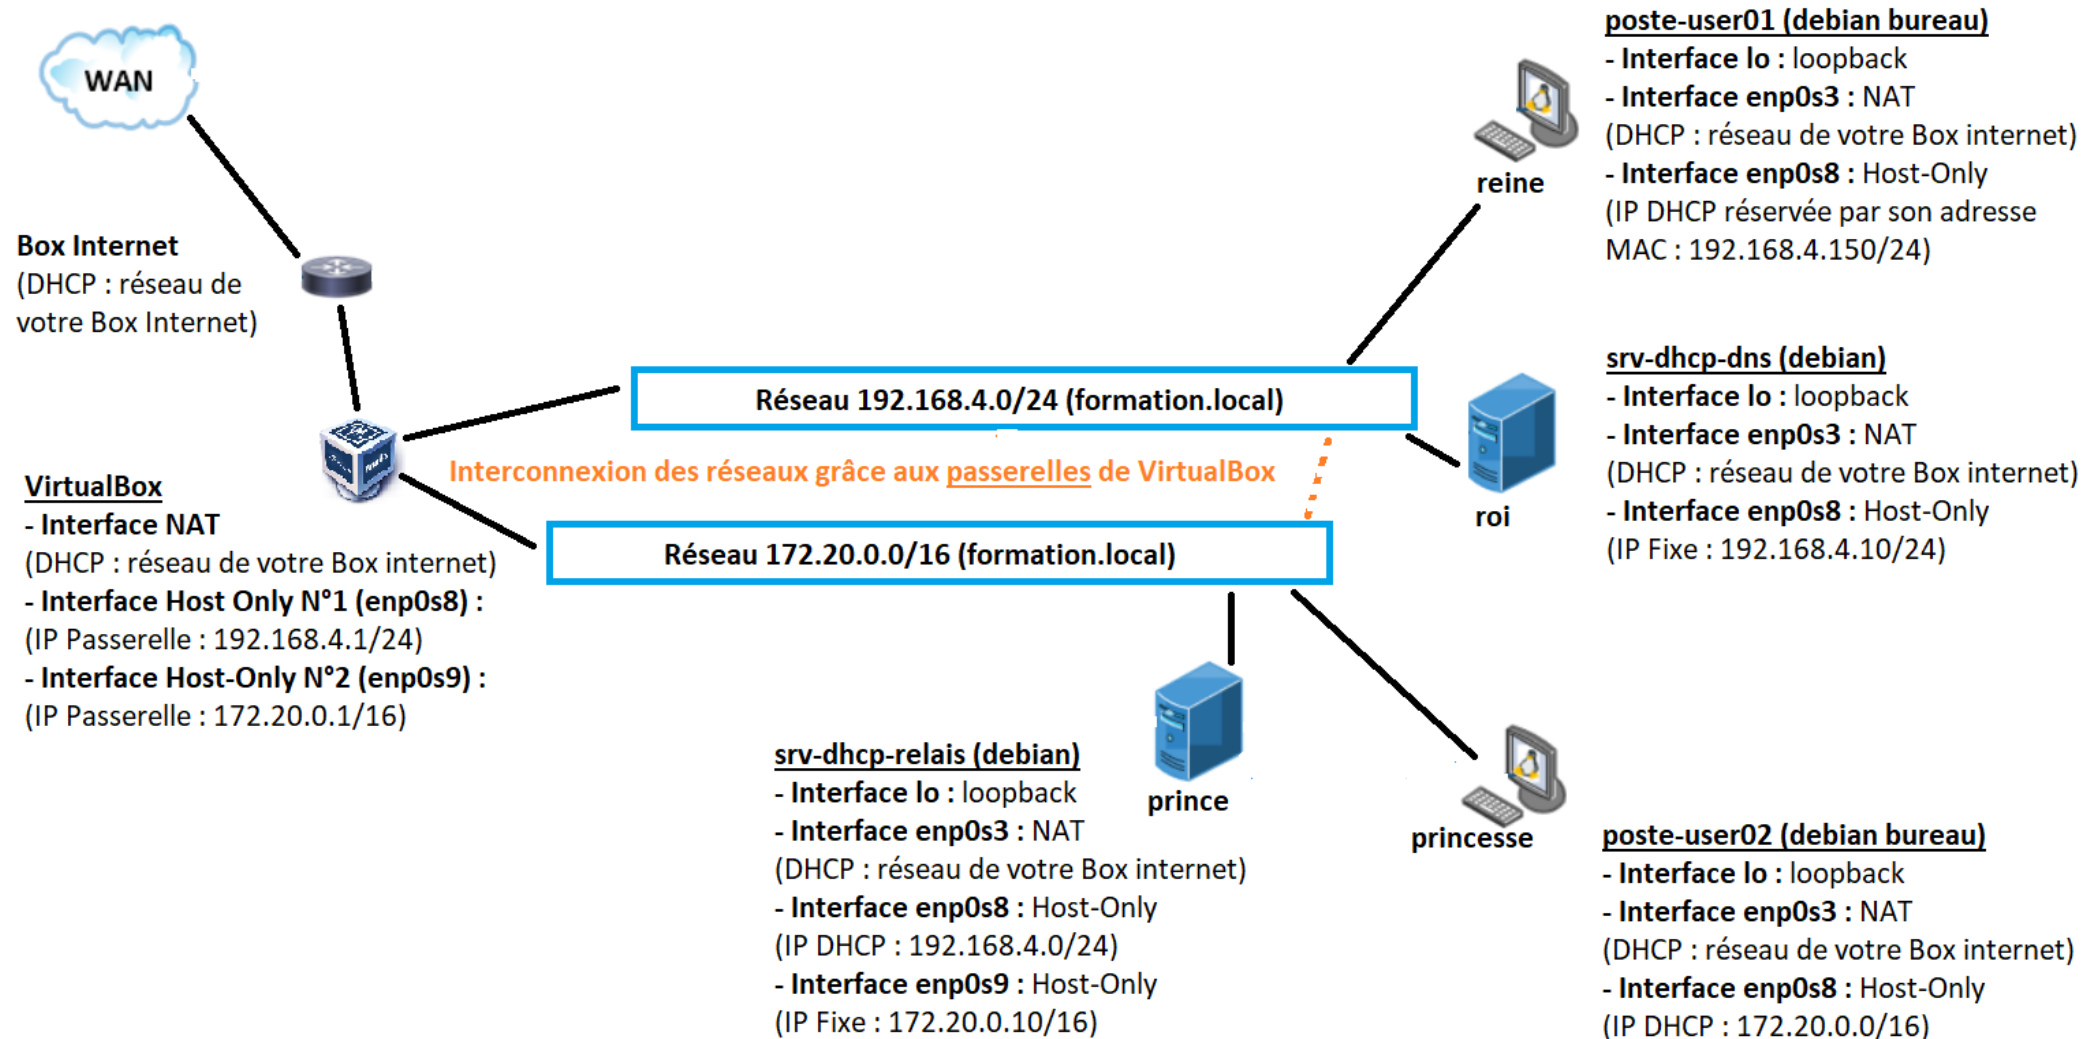 WAN
Box Internet
(DHCP : réseau de
votre Box Internet)
VirtualBox
- Interface NAT
(DHCP : réseau de votre Box internet)
- Interface Host Only N°1 (enp0s8) :
(IP Passerelle : 192.168.4.1/24)
- Interface Host-Only N°2 (enp0s9) :
(IP Passerelle : 172.20.0.1/16)
Réseau 192.168.4.0/24 (formation.local)
Interconnexion des réseaux grâce aux passerelles de VirtualBox
Réseau 172.20.0.0/16 (formation.local)
reine
poste-user01 (debian bureau)
- Interface lo : loopback
- Interface enp0s3 : NAT
(DHCP : réseau de votre Box internet)
- Interface enp0s8 : Host-Only
(IP DHCP réservée par son adresse
MAC : 192.168.4.150/24)
roi
srv-dhcp-dns (debian)
- Interface lo : loopback
- Interface enp0s3 : NAT
(DHCP : réseau de votre Box internet)
- Interface enp0s8 : Host-Only
(IP Fixe : 192.168.4.10/24)
srv-dhcp-relais (debian)
- Interface lo : loopback
- Interface enp0s3 : NAT
(DHCP : réseau de votre Box internet)
- Interface enp0s8 : Host-Only
(IP DHCP : 192.168.4.0/24)
- Interface enp0s9 : Host-Only
(IP Fixe : 172.20.0.10/16)
prince
princesse
poste-user02 (debian bureau)
- Interface lo : loopback
- Interface enp0s3 : NAT
(DHCP : réseau de votre Box internet)
- Interface enp0s8 : Host-Only
(IP DHCP : 172.20.0.0/16)